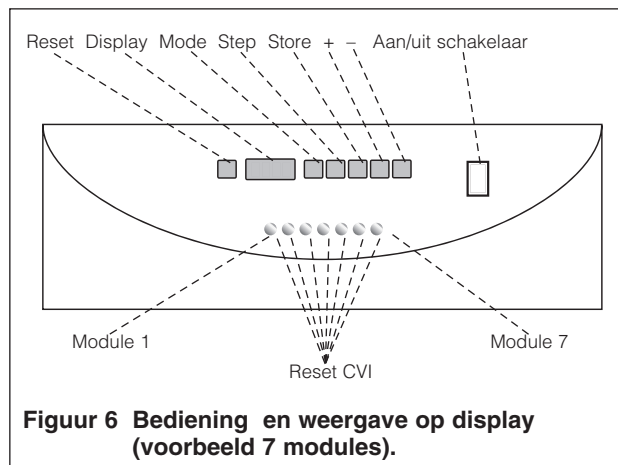 Reset Display Mode Step Store + – Aan/uit schakelaar
Module 1 Module 7
Reset CVI
Figuur 6 Bediening en weergave op display
(voorbeeld 7 modules).